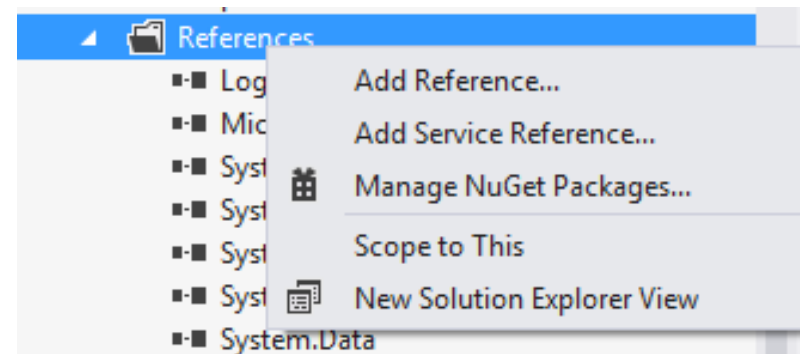 References
Log
Add Reference...
Mic
Add Service Reference...
Syst
Manage NuGet Packages...
Syst
Syst
Scope to This
Syst
New Solution Explorer View
System.Data